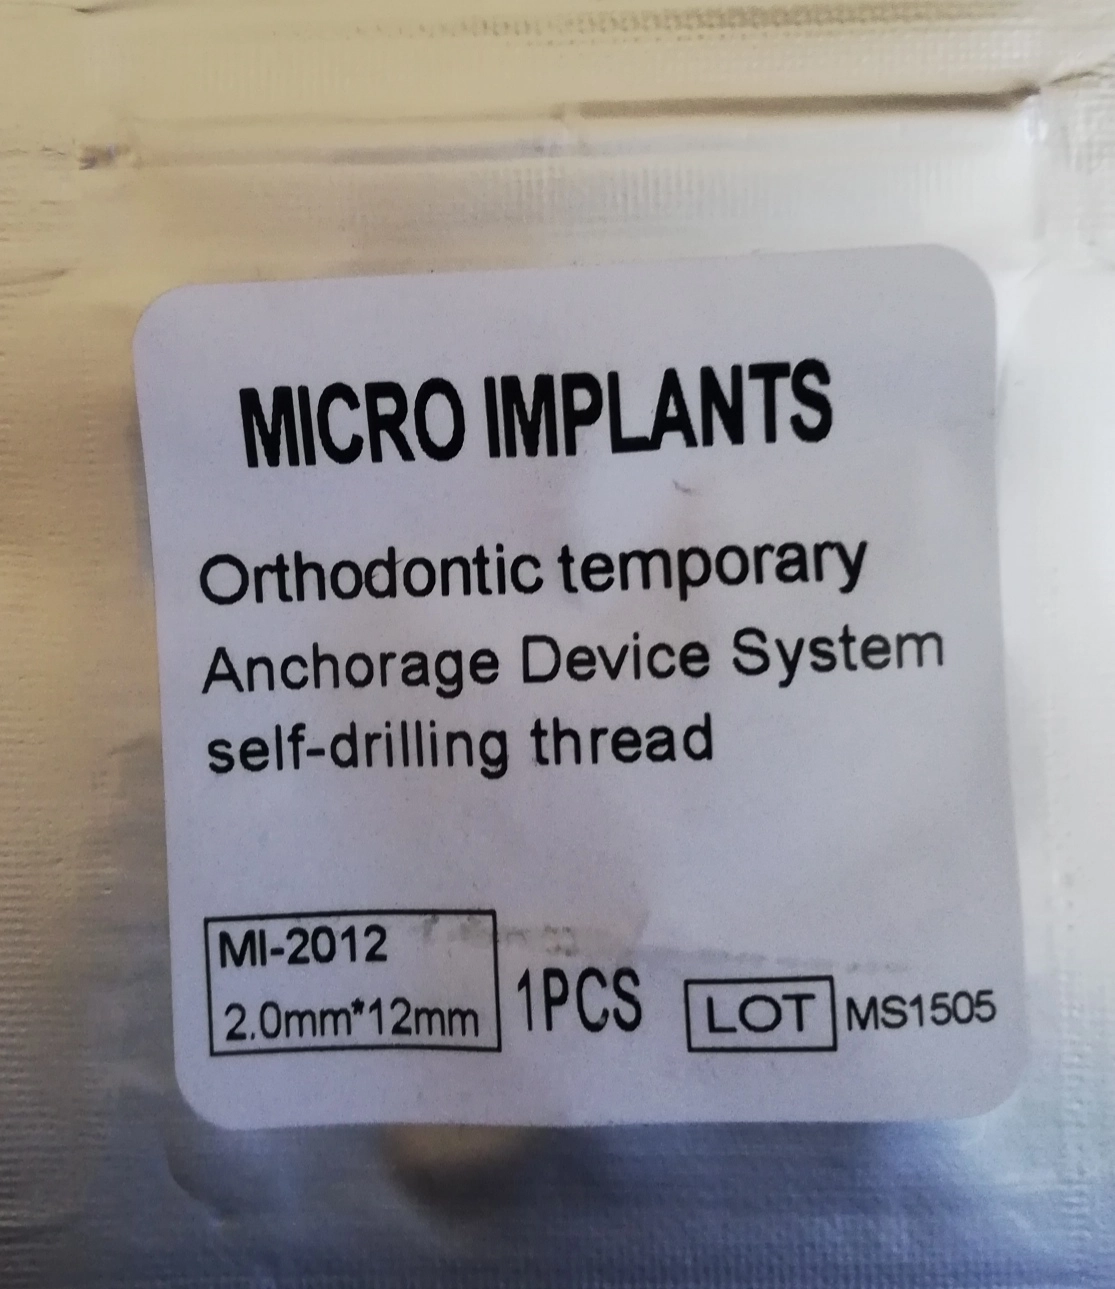 MICRO IMPLANTS
Orthodontic temporary
Anchorage Device System
self-drilling thread
MI-2012
2.0mm*12mm
1PCS
LOT MS1505